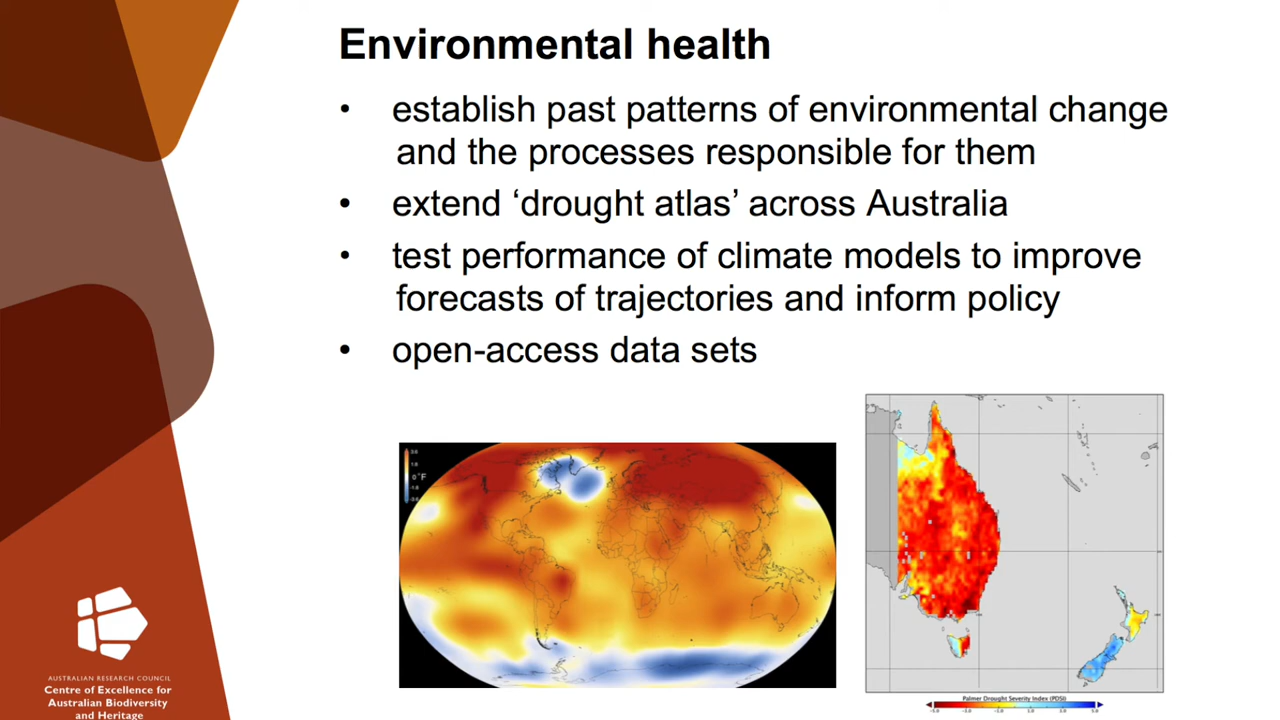 Environmental health
• establish past patterns of environmental change
and the processes responsible for them
• extend ‘drought atlas’ across Australia
• test performance of climate models to improve
forecasts of trajectories and inform policy
• open-access data sets
0 °F
Palmer Drought Severity Index (PDSI)
AUSTRALIAN RESEARCH COUNCIL
Centre of Excellence for
Australian Biodiversity
and Heritage